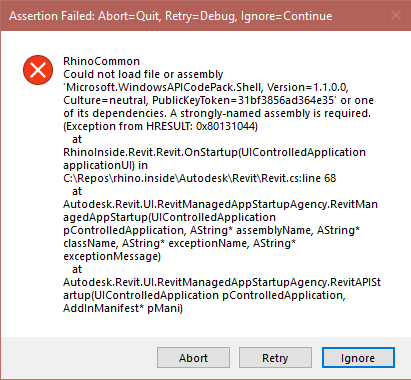 Assertion Failed: Abort=Quit, Retry=Debug, Ignore=Continue
RhinoCommon
Could not load file or assembly
'Microsoft.WindowsAPICodePack.Shell, Version=1.1.0.0,
Culture=neutral, PublicKeyToken=31bf3856ad364e35' or one
of its dependencies. A strongly-named assembly is required.
(Exception from HRESULT: 0x80131044)
at
RhinoInside.Revit.Revit.OnStartup(UIControlledApplication
applicationUI) in
C:\Repos\rhino.inside\Autodesk\Revit\Revit.cs:line 68
at
Autodesk.Revit.UI.RevitManagedAppStartupAgency.RevitMan
agedAppStartup(UIControlledApplication
pControlledApplication, AString* assemblyName, AString*
className, AString* exceptionName, AString*
exceptionMessage)
at
Autodesk.Revit.UI.RevitManagedAppStartupAgency.RevitAPISt
artup(UIControlledApplication pControlledApplication,
AddInManifest* pMani)
Abort Retry Ignore